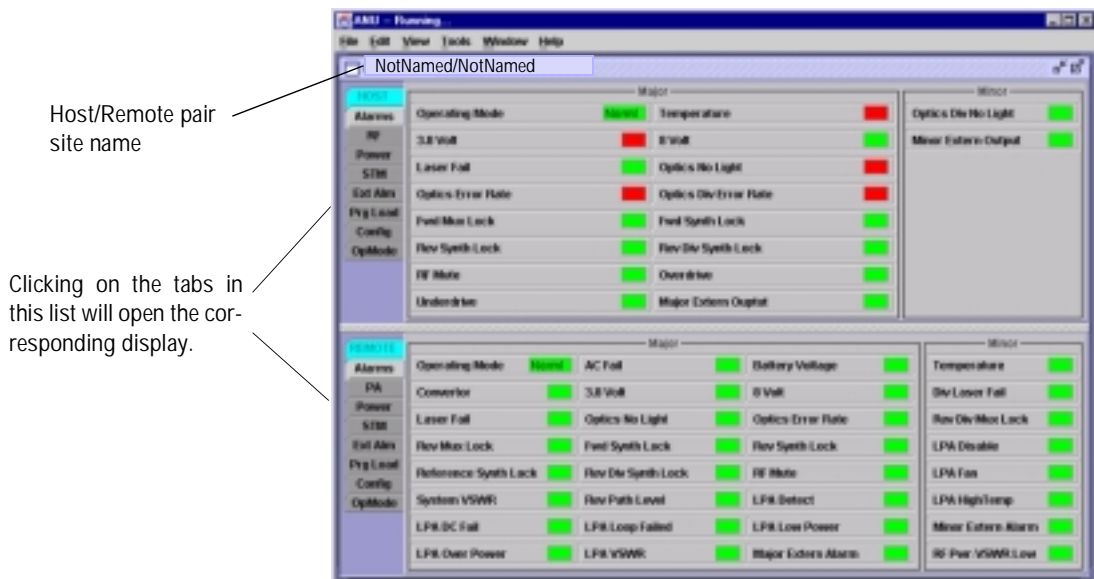 AMU - Running...
File Edit View Tools Window Help
NotNamed/NotNamed
Host/Remote pair
site name
Clicking on the tabs in
this list will open the cor-
responding display.
HOST
Alarms
RF
Power
STM
Ext Alm
Prg Load
Config
OpMode
Major
Operating Mode Normal Temperature
3.8 Volt 8 Volt
Laser Fail Optics No Light
Optics Error Rate Optics Div Error Rate
Fwd Mux Lock Fwd Synth Lock
Rev Synth Lock Rev Div Synth Lock
RF Mute Overdrive
Underdrive Major Extern Ouptut
Minor
Optics Div No Light
Minor Extern Output
REMOTE
Alarms
PA
Power
STM
Ext Alm
Prg Load
Config
OpMode
Major
Operating Mode Normal AC Fail Battery Voltage
Convertor 3.8 Volt 8 Volt
Laser Fail Optics No Light Optics Error Rate
Rev Mux Lock Fwd Synth Lock Rev Synth Lock
Reference Synth Lock Rev Div Synth Lock RF Mute
System VSWR Rev Path Level LPA Detect
LPA DC Fail LPA Loop Failed LPA Low Power
LPA Over Power LPA VSWR Major Extern Alarm
Minor
Temperature
Div Laser Fail
Rev Div Mux Lock
LPA Disable
LPA Fan
LPA HighTemp
Minor Extern Alarm
RF Pwr VSWR Low